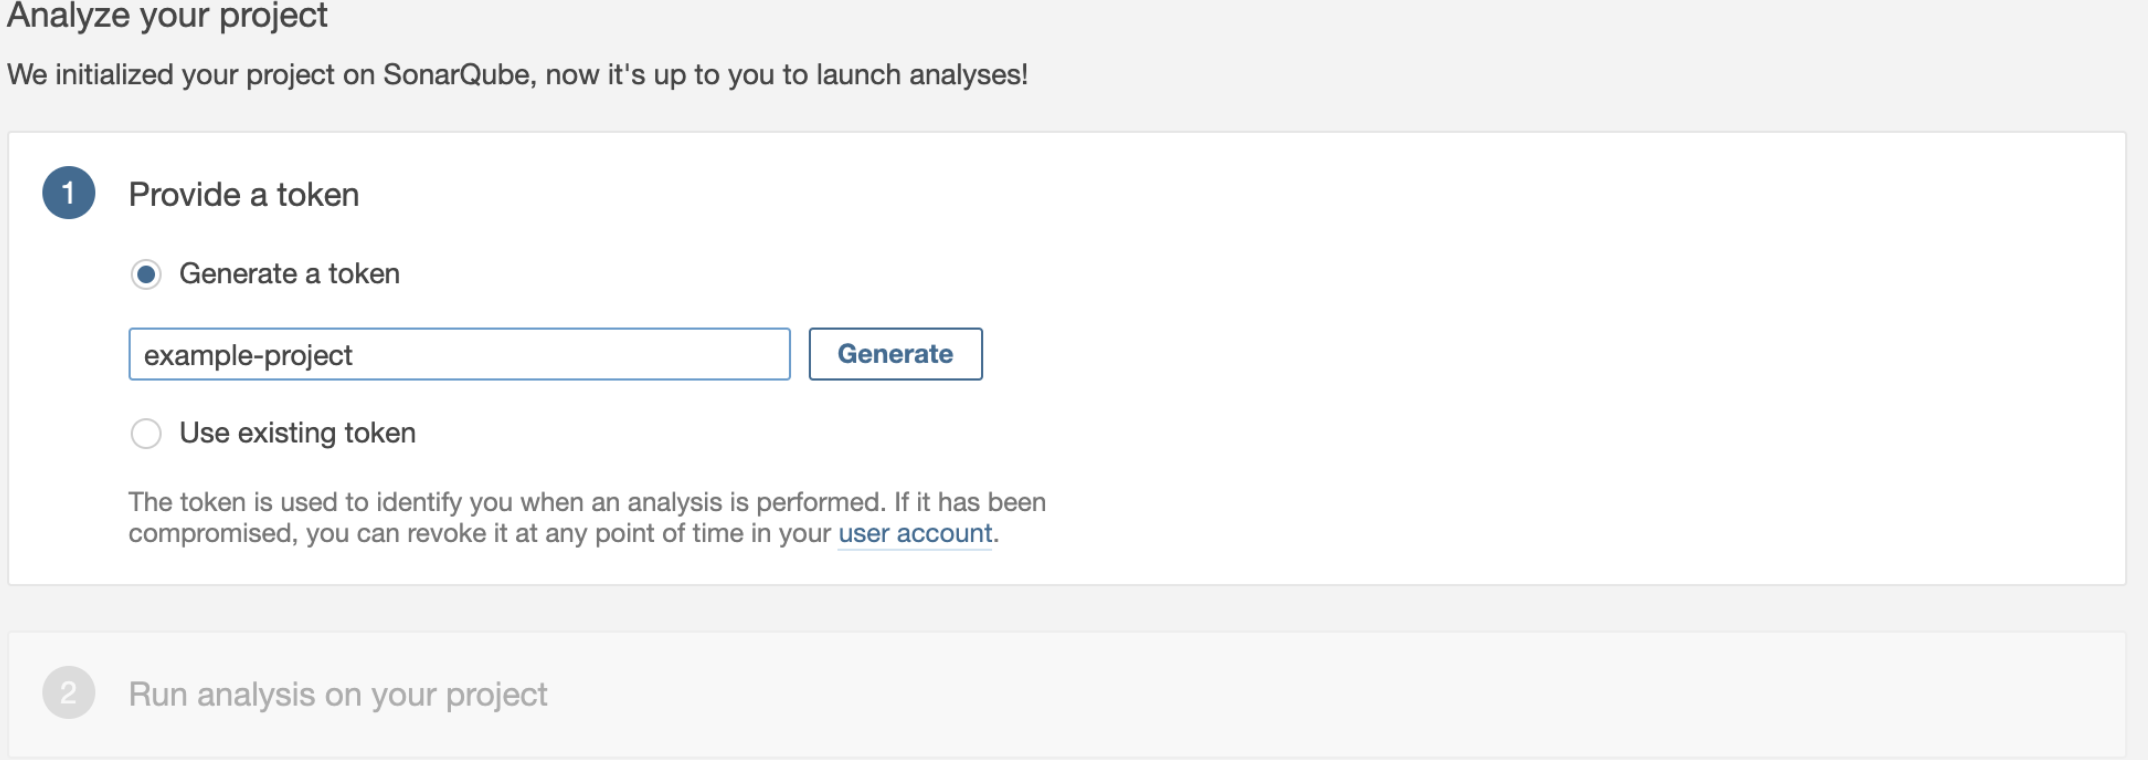 Analyze your project
We initialized your project on SonarQube, now it's up to you to launch analyses!
1 Provide a token
Generate a token
example-project Generate
Use existing token
The token is used to identify you when an analysis is performed. If it has been
compromised, you can revoke it at any point of time in your user account.
2 Run analysis on your project